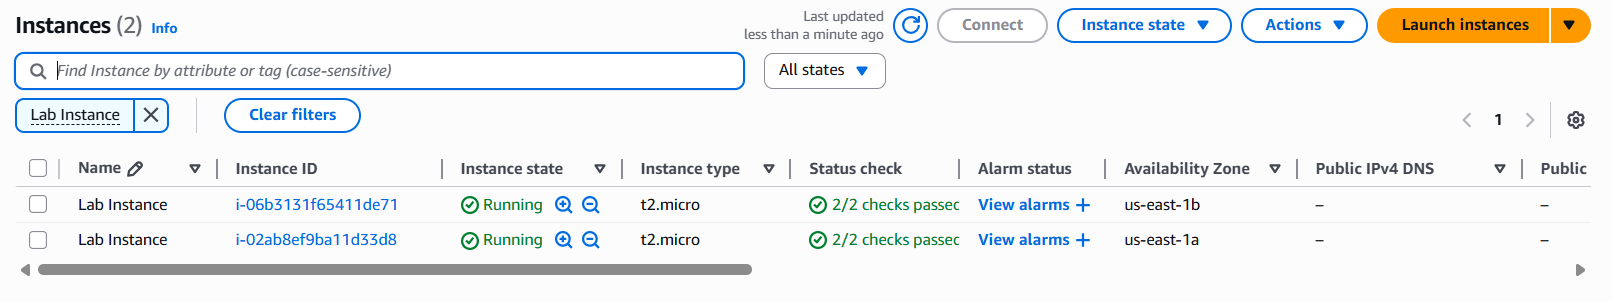 Instances (2) Info
Last updated
less than a minute ago
Connect
Instance state
Actions
Launch instances
Find Instance by attribute or tag (case-sensitive)
All states
Lab Instance
Clear filters
1
Name Instance ID Instance state Instance type Status check Alarm status Availability Zone Public IPv4 DNS Public
Lab Instance i-06b3131f65411de71 Running t2.micro 2/2 checks passed View alarms + us-east-1b – –
Lab Instance i-02ab8ef9ba11d33d8 Running t2.micro 2/2 checks passed View alarms + us-east-1a – –